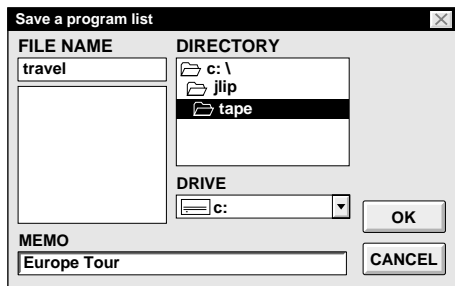 Save a program list
FILE NAME
travel
DIRECTORY
c: \
jlip
tape
DRIVE
c:
MEMO
Europe Tour
OK
CANCEL